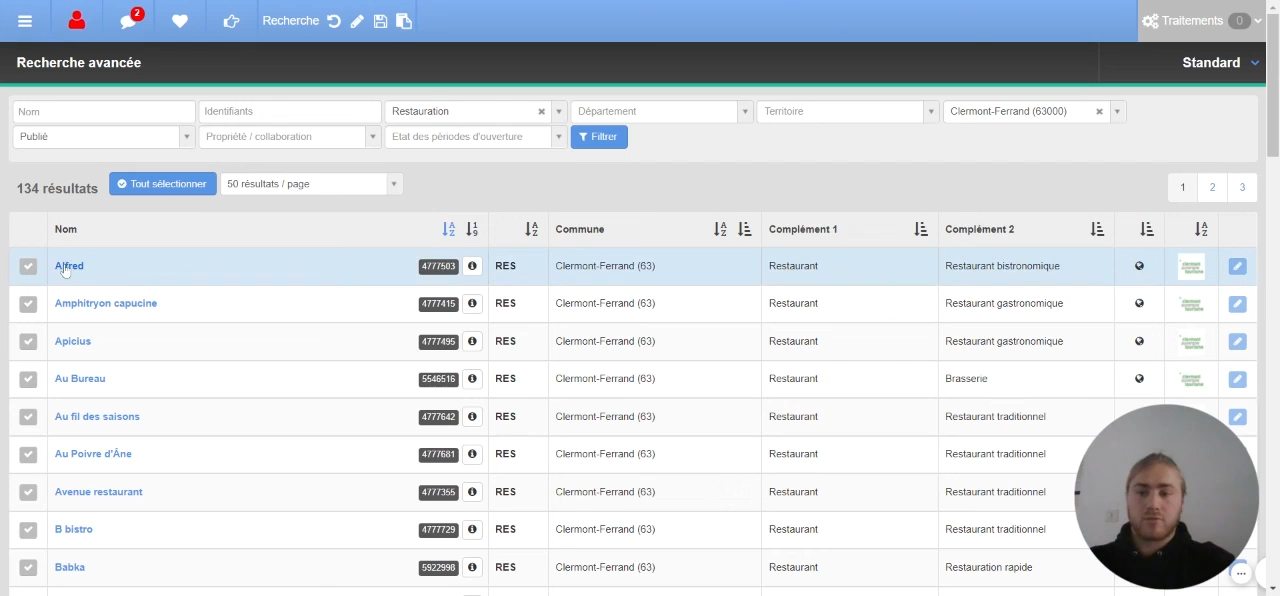 2
Recherche
Traitements 0
Recherche avancée
Standard
Nom
Identifiants
Restauration
Département
Territoire
Clermont-Ferrand (63000)
Publié
Propriété / collaboration
Etat des périodes d'ouverture
Filtrer
134 résultats
Tout sélectionner
50 résultats / page
1 2 3
Nom Commune Complément 1 Complément 2
Alfred 4777503 RES Clermont-Ferrand (63) Restaurant Restaurant bistronomique
Amphitryon capucine 4777415 RES Clermont-Ferrand (63) Restaurant Restaurant gastronomique
Apicius 4777495 RES Clermont-Ferrand (63) Restaurant Restaurant gastronomique
Au Bureau 5546516 RES Clermont-Ferrand (63) Restaurant Brasserie
Au fil des saisons 4777642 RES Clermont-Ferrand (63) Restaurant Restaurant traditionnel
Au Poivre d'Âne 4777681 RES Clermont-Ferrand (63) Restaurant Restaurant traditionnel
Avenue restaurant 4777355 RES Clermont-Ferrand (63) Restaurant Restaurant traditionnel
B bistro 4777729 RES Clermont-Ferrand (63) Restaurant Restaurant traditionnel
Babka 5922998 RES Clermont-Ferrand (63) Restaurant Restauration rapide